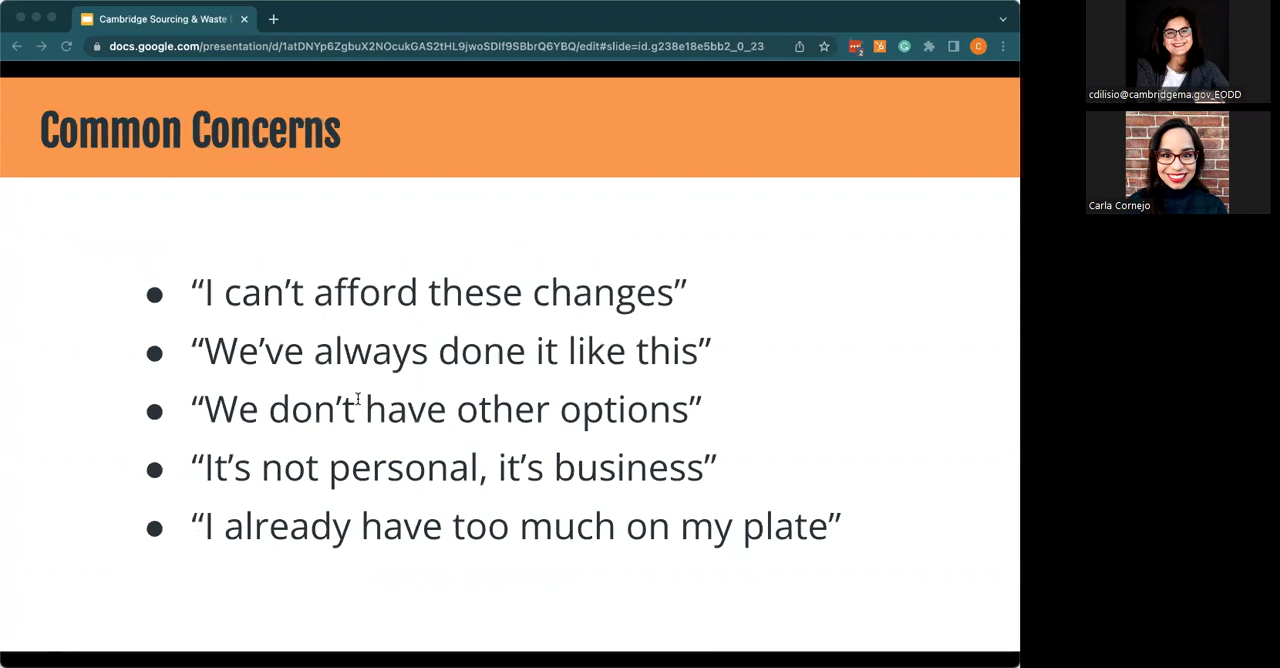 Cambridge Sourcing & Waste
docs.google.com/presentation/d/1atDNYp6ZgbuX2NOcukGAS2tHL9jwoSDIf9SBbrQ6YBQ/edit#slide=id.g238e18e5bb2_0_23
2
C
Common Concerns
● “I can’t afford these changes”
● “We’ve always done it like this”
● “We don’t have other options”
● “It’s not personal, it’s business”
● “I already have too much on my plate”
cdilisio@cambridgema.gov_EODD
Carla Cornejo